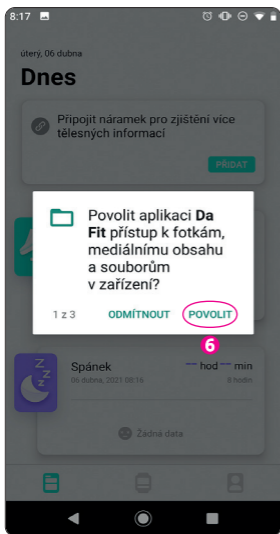 8:17
úterý, 06 dubna
Dnes
Připojit náramek pro zjištění více
tělesných informací
PŘIDAT
Povolit aplikaci Da
Fit přístup k fotkám,
mediálnímu obsahu
a souborům
v zařízení?
1 z 3 ODMÍTNOUT POVOLIT
6
Spánek
-- hod -- min
06 dubna, 2021 08:16
8 hodin
Žádná data